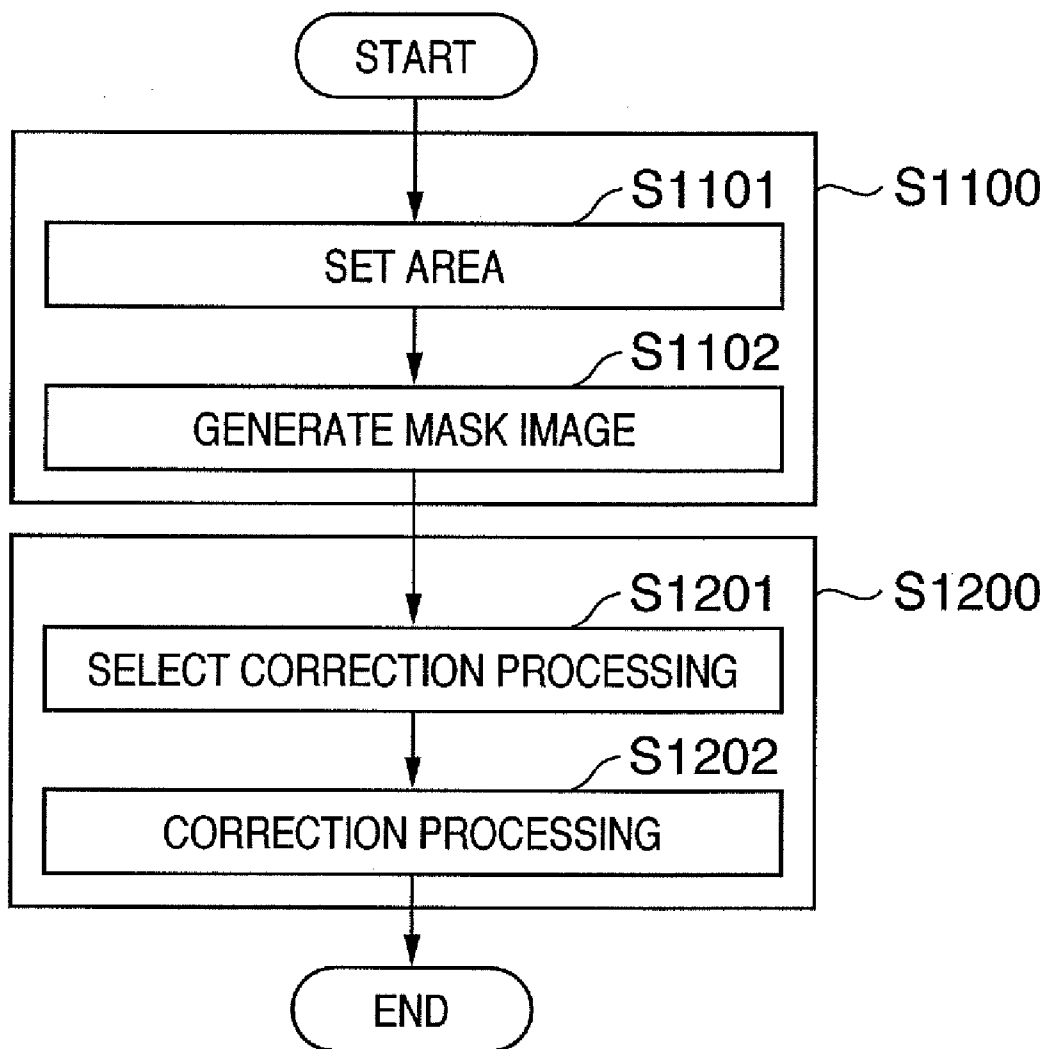 START
S1100
S1101
SET AREA
S1102
GENERATE MASK IMAGE
S1200
S1201
SELECT CORRECTION PROCESSING
S1202
CORRECTION PROCESSING
END